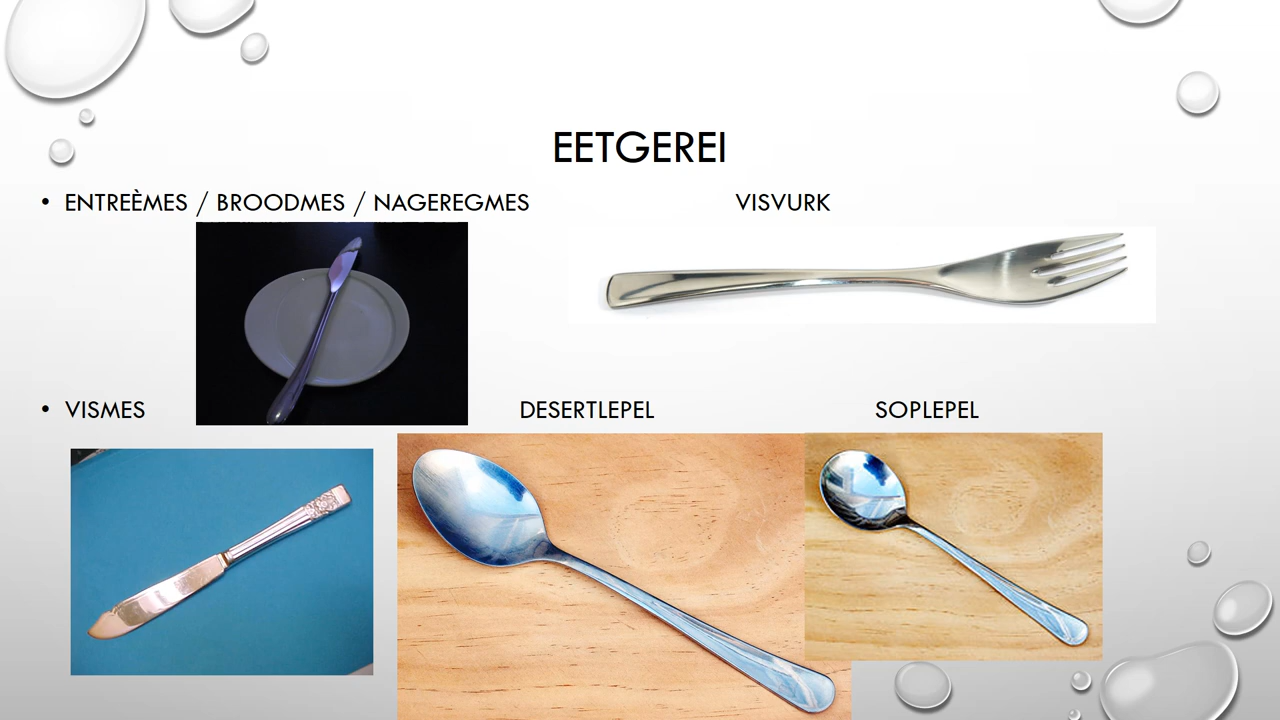 EETGEREI
• ENTREÈMES / BROODMES / NAGEREGMES VISVURK
• VISMES DESERTLEPEL SOPLEPEL